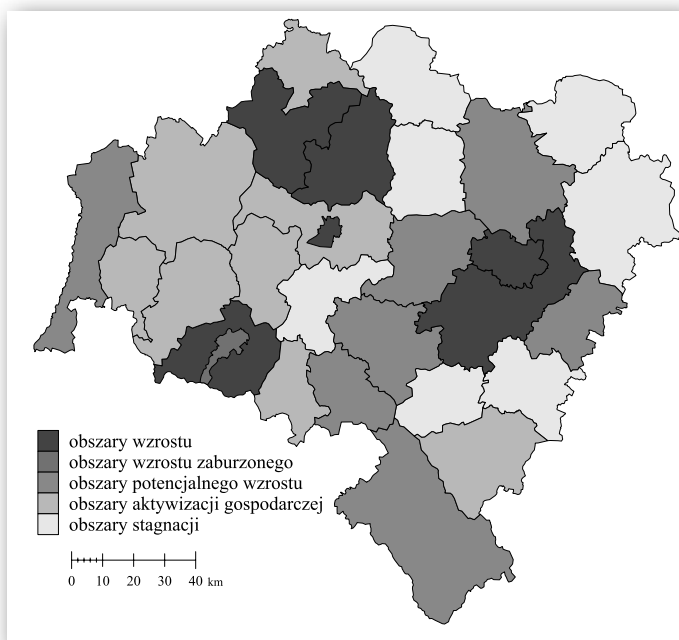 obszary wzrostu
obszary wzrostu zaburzonego
obszary potencjalnego wzrostu
obszary aktywizacji gospodarczej
obszary stagnacji
0 10 20 30 40 km